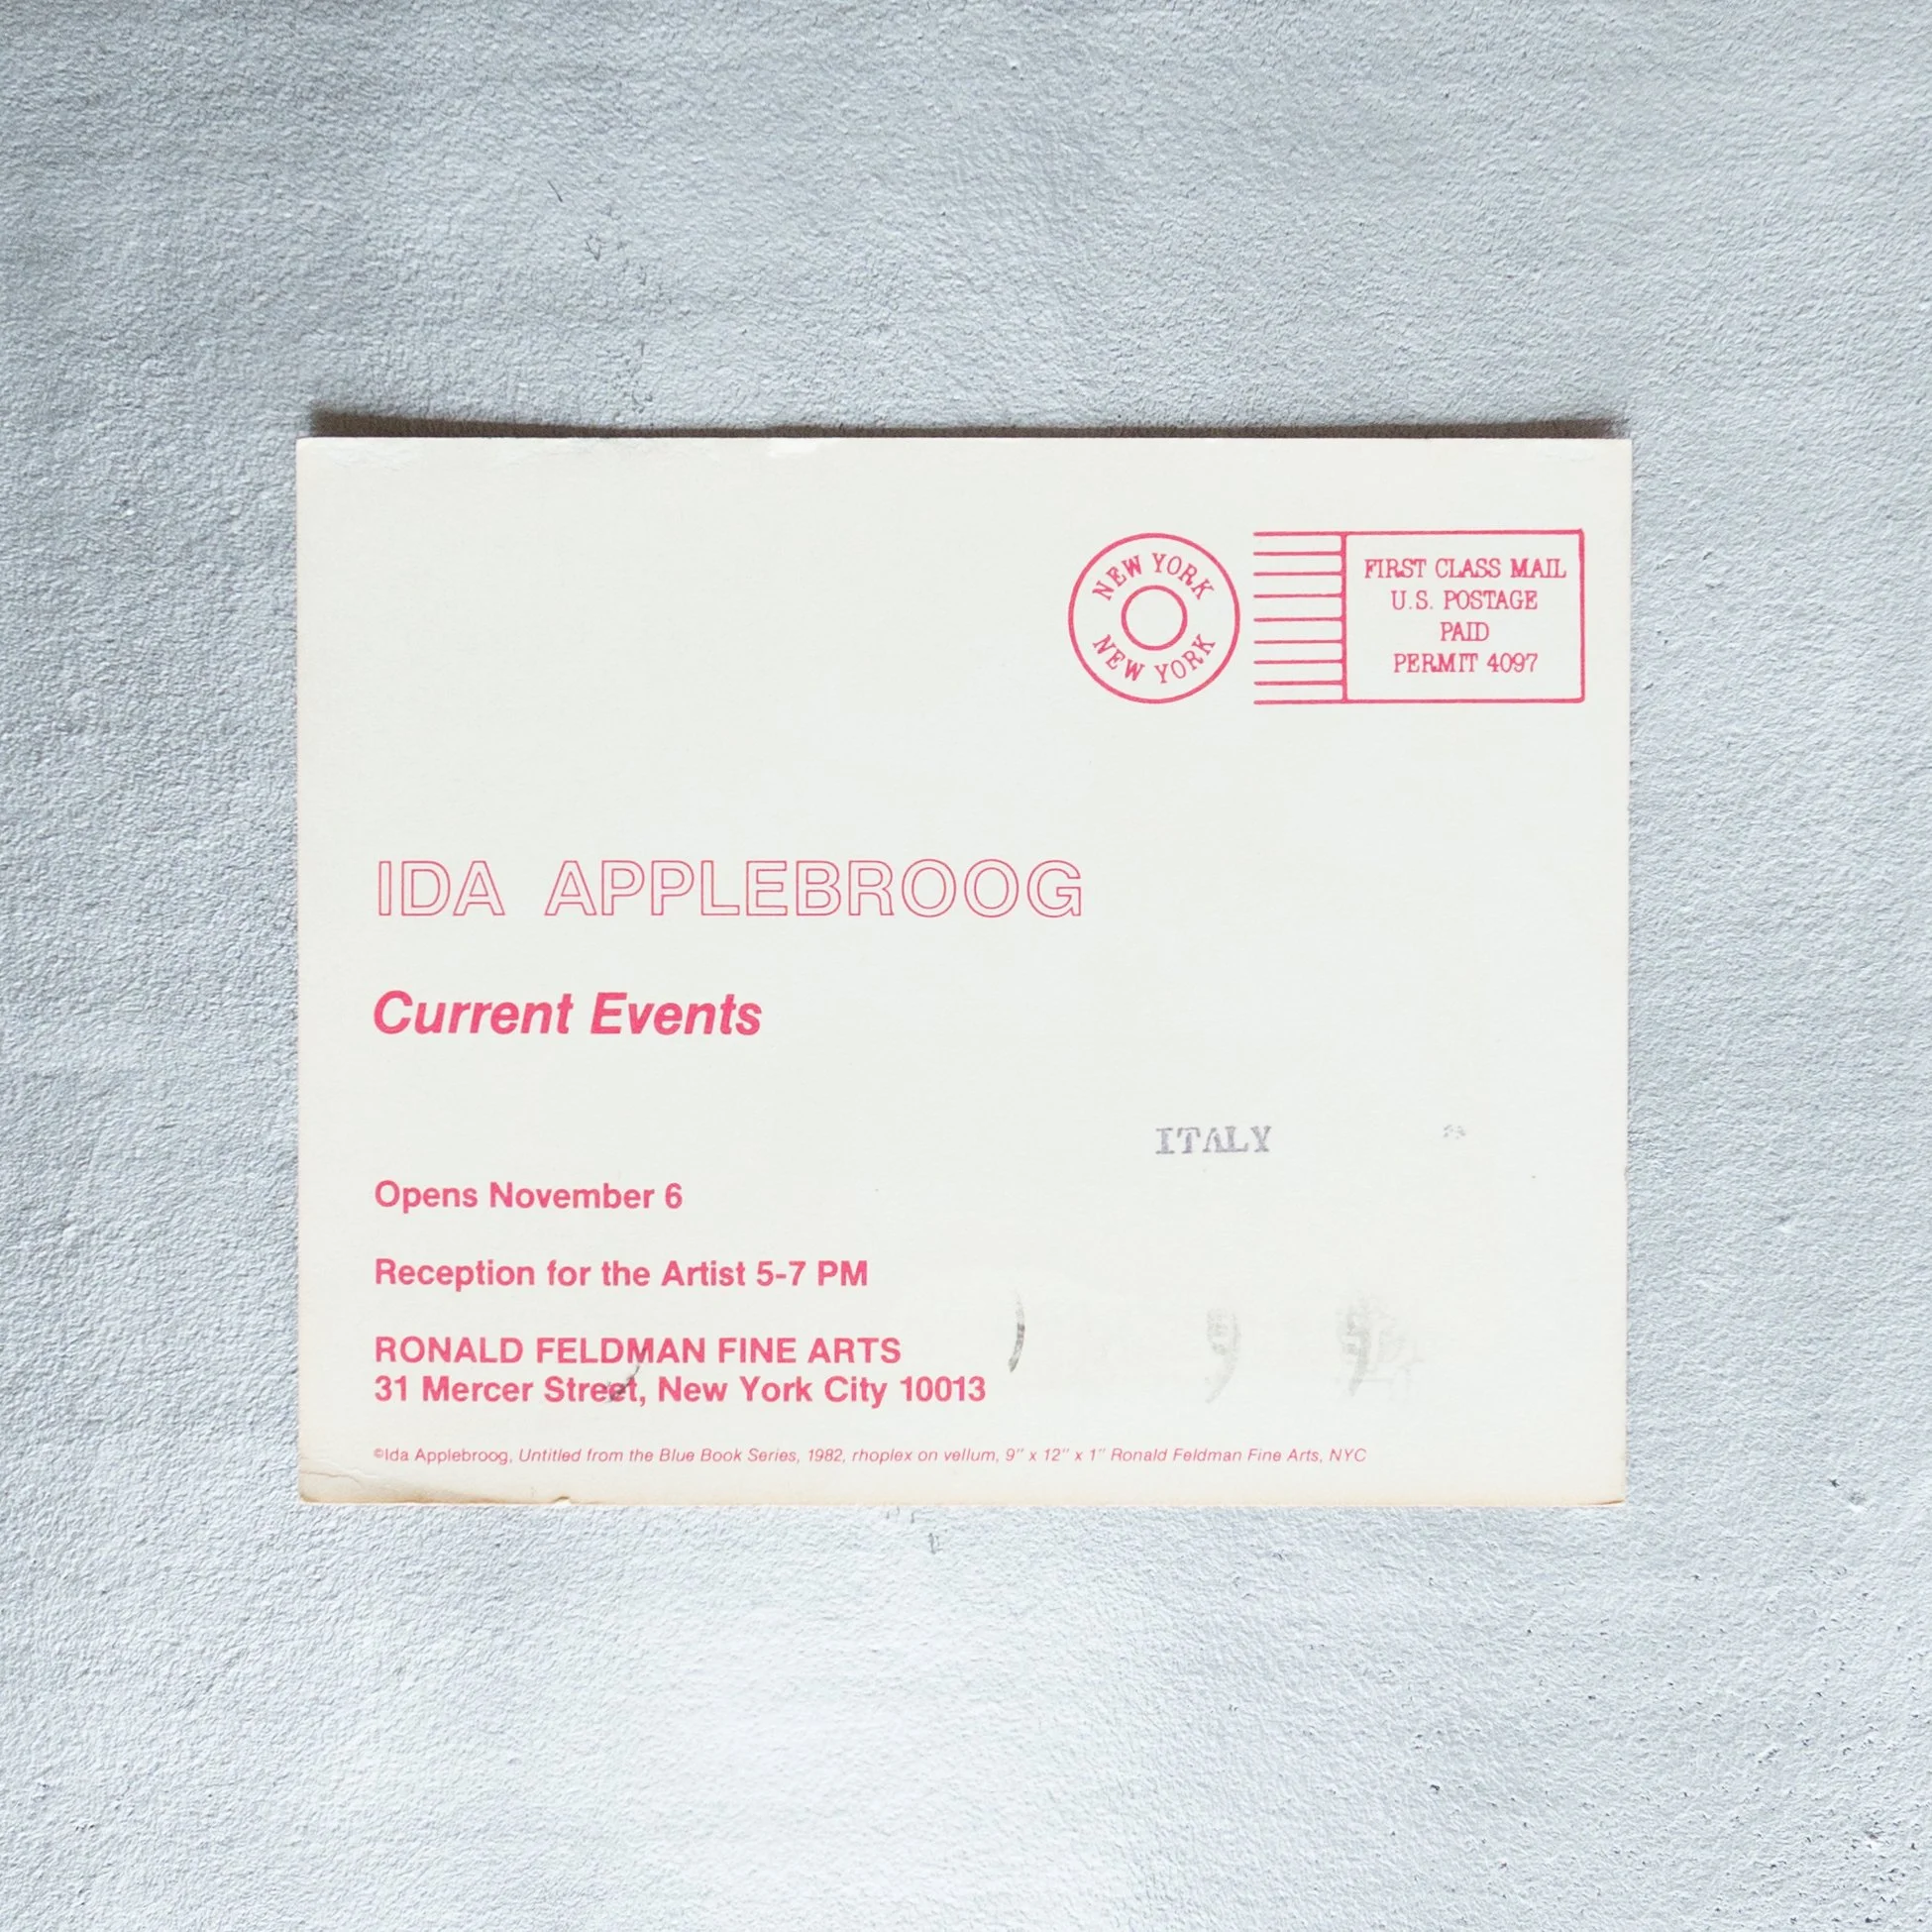 NEW YORK
NEW YORK
FIRST CLASS MAIL
U.S. POSTAGE
PAID
PERMIT 4097
IDA APPLEBROOG
Current Events
ITALY
Opens November 6
Reception for the Artist 5-7 PM
RONALD FELDMAN FINE ARTS
31 Mercer Street, New York City 10013
©Ida Applebroog, Untitled from the Blue Book Series, 1982, rhoplex on vellum, 9" x 12" x 1" Ronald Feldman Fine Arts, NYC